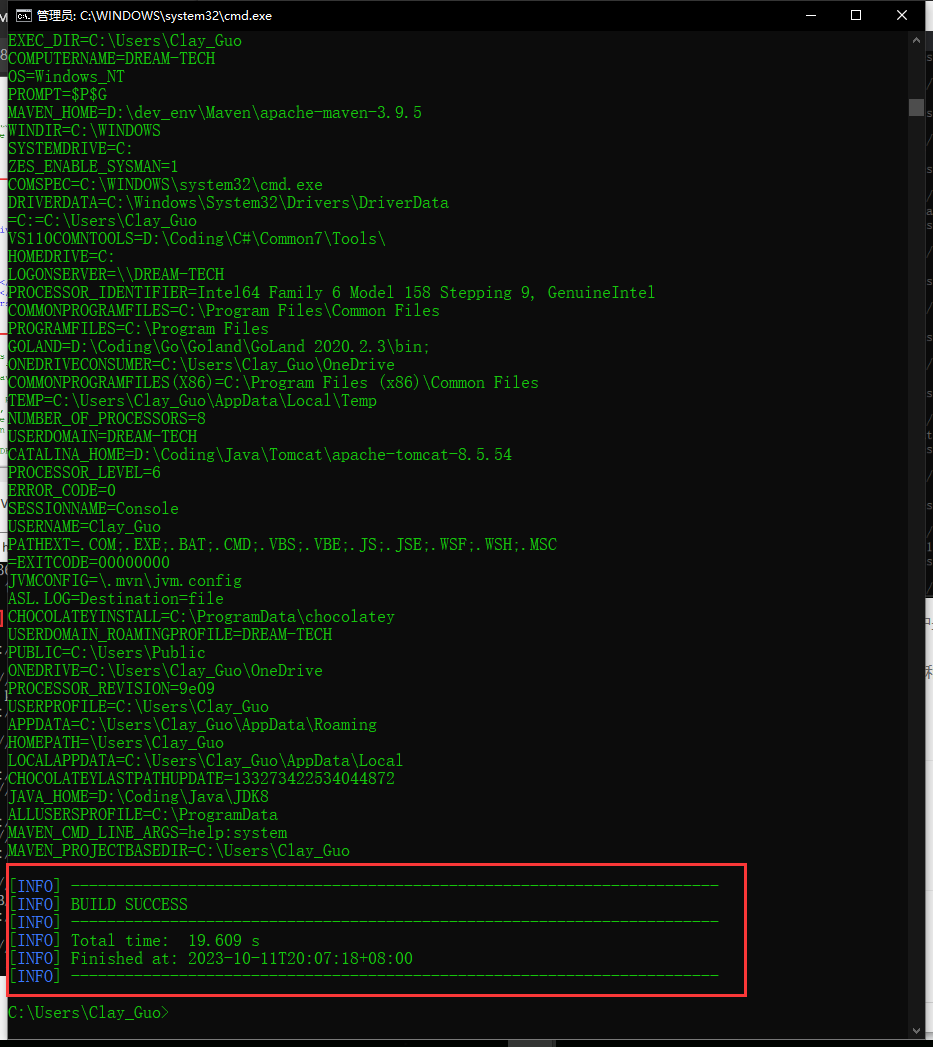 管理员: C:\WINDOWS\system32\cmd.exe
EXEC_DIR=C:\Users\Clay_Guo
COMPUTERNAME=DREAM-TECH
OS=Windows_NT
PROMPT=$P$G
MAVEN_HOME=D:\dev_env\Maven\apache-maven-3.9.5
WINDIR=C:\WINDOWS
SYSTEMDRIVE=C:
ZES_ENABLE_SYSMAN=1
COMSPEC=C:\WINDOWS\system32\cmd.exe
DRIVERDATA=C:\Windows\System32\Drivers\DriverData
=C:=C:\Users\Clay_Guo
VS110COMNTOOLS=D:\Coding\C#\Common7\Tools\
HOMEDRIVE=C:
LOGONSERVER=\\DREAM-TECH
PROCESSOR_IDENTIFIER=Intel64 Family 6 Model 158 Stepping 9, GenuineIntel
COMMONPROGRAMFILES=C:\Program Files\Common Files
PROGRAMFILES=C:\Program Files
GOLAND=D:\Coding\Go\Goland\GoLand 2020.2.3\bin;
ONEDRIVECONSUMER=C:\Users\Clay_Guo\OneDrive
COMMONPROGRAMFILES(X86)=C:\Program Files (x86)\Common Files
TEMP=C:\Users\Clay_Guo\AppData\Local\Temp
NUMBER_OF_PROCESSORS=8
USERDOMAIN=DREAM-TECH
CATALINA_HOME=D:\Coding\Java\Tomcat\apache-tomcat-8.5.54
PROCESSOR_LEVEL=6
ERROR_CODE=0
SESSIONNAME=Console
USERNAME=Clay_Guo
PATHEXT=.COM;.EXE;.BAT;.CMD;.VBS;.VBE;.JS;.JSE;.WSF;.WSH;.MSC
=EXITCODE=00000000
JVMCONFIG=\.mvn\jvm.config
ASL.LOG=Destination=file
CHOCOLATEYINSTALL=C:\ProgramData\chocolatey
USERDOMAIN_ROAMINGPROFILE=DREAM-TECH
PUBLIC=C:\Users\Public
ONEDRIVE=C:\Users\Clay_Guo\OneDrive
PROCESSOR_REVISION=9e09
USERPROFILE=C:\Users\Clay_Guo
APPDATA=C:\Users\Clay_Guo\AppData\Roaming
HOMEPATH=\Users\Clay_Guo
LOCALAPPDATA=C:\Users\Clay_Guo\AppData\Local
CHOCOLATEYLASTPATHUPDATE=133273422534044872
JAVA_HOME=D:\Coding\Java\JDK8
ALLUSERSPROFILE=C:\ProgramData
MAVEN_CMD_LINE_ARGS=help:system
MAVEN_PROJECTBASEDIR=C:\Users\Clay_Guo
[INFO] ------------------------------------------------------------------------
[INFO] BUILD SUCCESS
[INFO] ------------------------------------------------------------------------
[INFO] Total time:  19.609 s
[INFO] Finished at: 2023-10-11T20:07:18+08:00
[INFO] ------------------------------------------------------------------------
C:\Users\Clay_Guo>